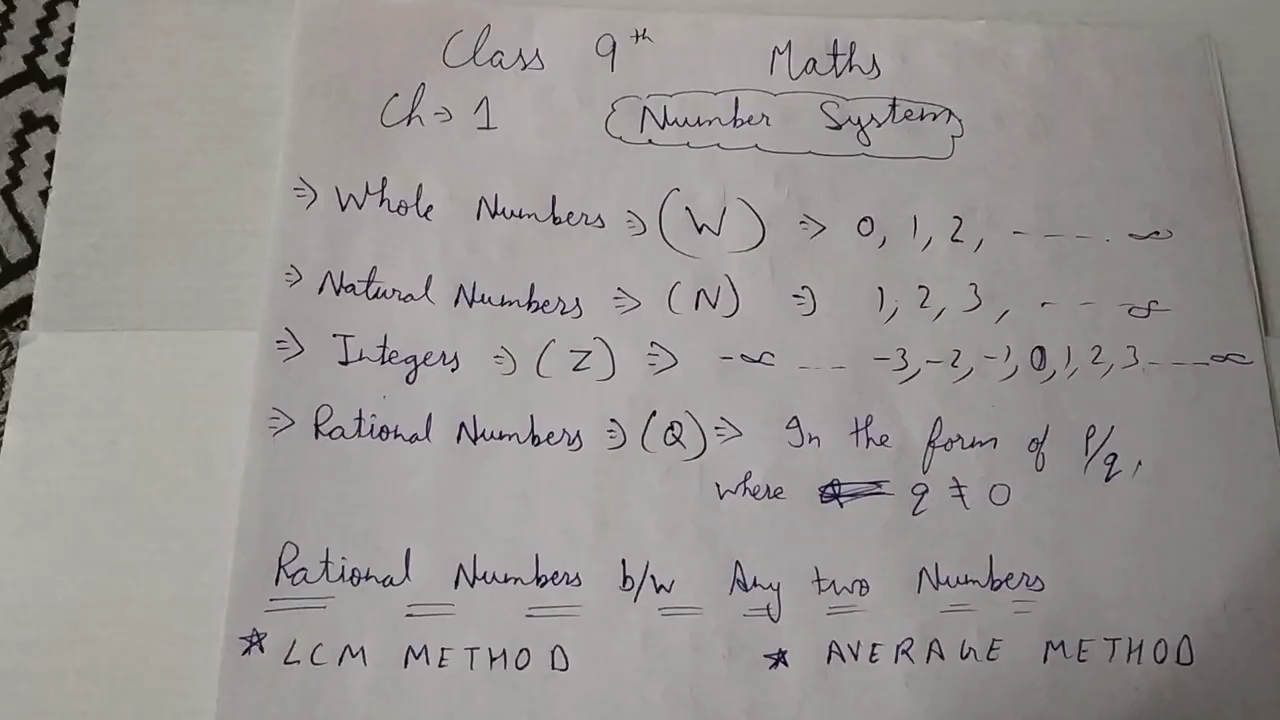 Class 9th Maths
Ch → 1 Number System
⇒ Whole Numbers ⇒ (W) ⇒ 0, 1, 2, ----. ∞
⇒ Natural Numbers ⇒ (N) ⇒ 1, 2, 3, - - - ∞
⇒ Integers ⇒ (Z) ⇒ -∞ --- -3, -2, -1, 0, 1, 2, 3 ---- ∞
⇒ Rational Numbers ⇒ (Q) ⇒ In the form of P/q,
where q ≠ 0
Rational Numbers b/w Any two Numbers
* LCM METHOD * AVERAGE METHOD